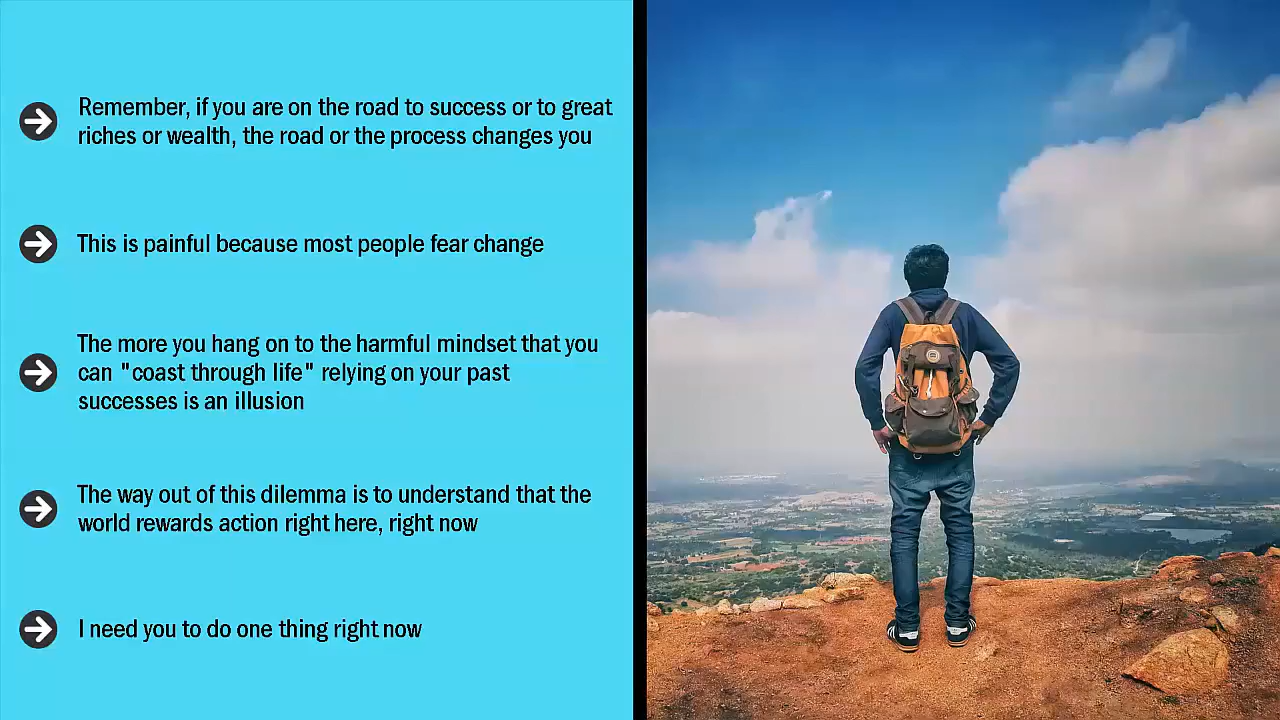 Remember, if you are on the road to success or to great
riches or wealth, the road or the process changes you
This is painful because most people fear change
The more you hang on to the harmful mindset that you
can "coast through life" relying on your past
successes is an illusion
The way out of this dilemma is to understand that the
world rewards action right here, right now
I need you to do one thing right now